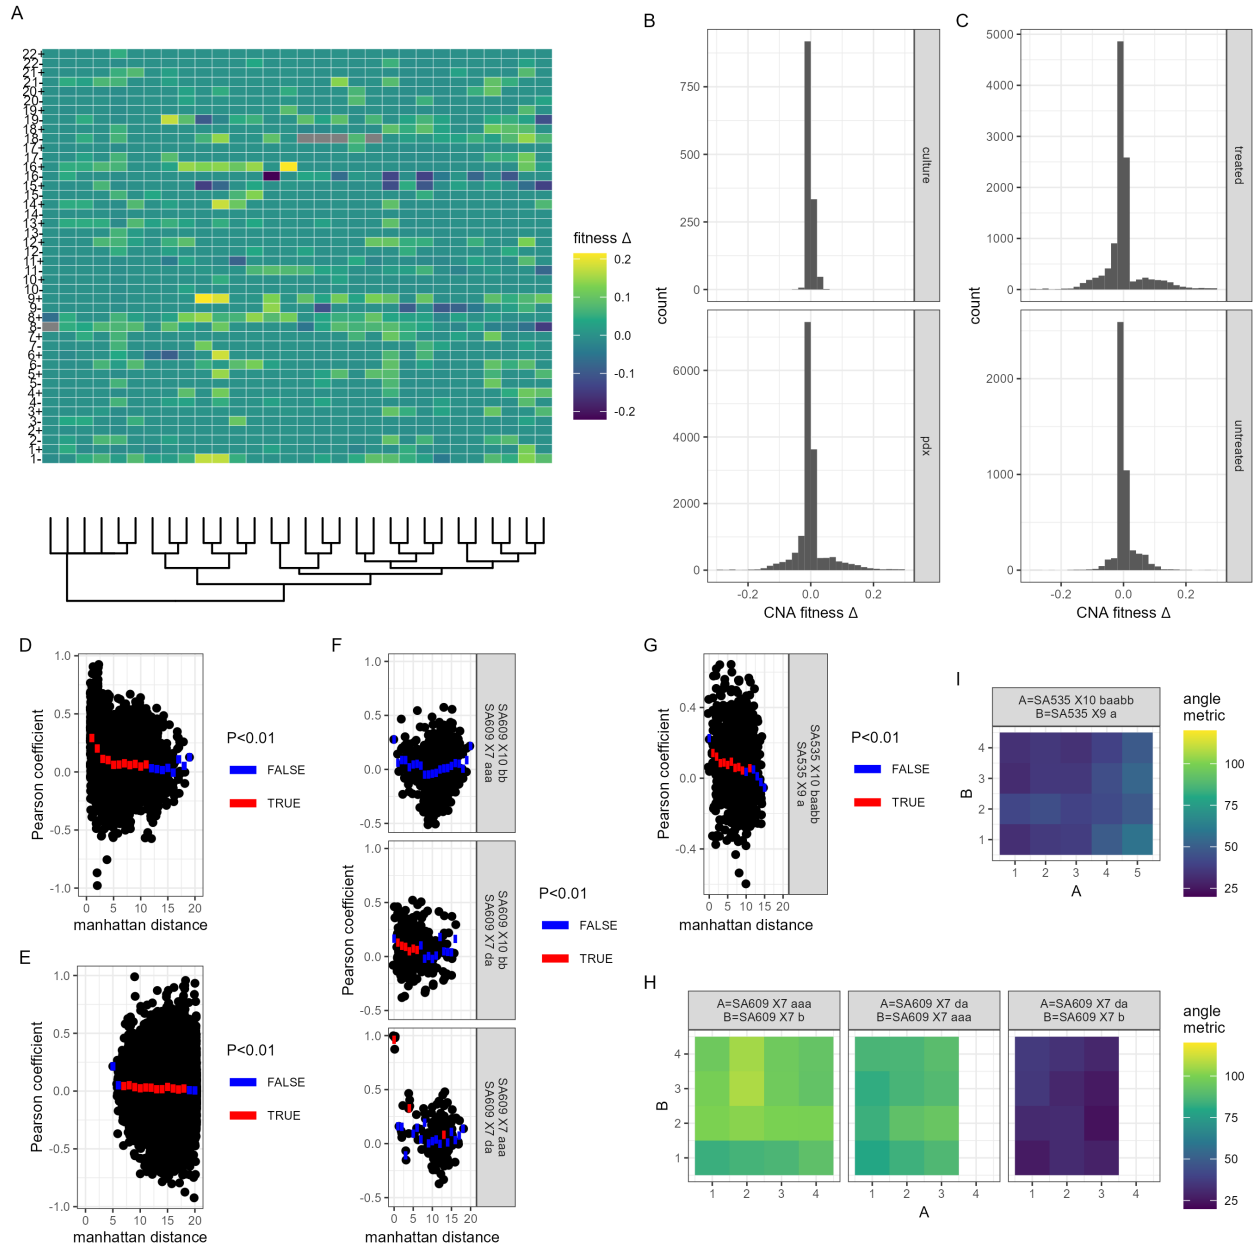 A
22+
22-
21+
21-
20+
20-
19+
19-
18+
18-
17+
17-
16+
16-
15+
15-
14+
14-
13+
13-
12+
12-
11+
11-
10+
10-
9+
9-
8+
8-
7+
7-
6+
6-
5+
5-
4+
4-
3+
3-
2+
2-
1+
1-
fitness Δ
0.2
0.1
0.0
-0.1
-0.2
B
count
750
500
250
0
culture
6000
4000
2000
0
pdx
-0.2 0.0 0.2
CNA fitness Δ
C
count
5000
4000
3000
2000
1000
0
treated
2000
1000
0
untreated
-0.2 0.0 0.2
CNA fitness Δ
D
Pearson coefficient
1.0
0.5
0.0
-0.5
-1.0
0 5 10 15 20
manhattan distance
P<0.01
FALSE
TRUE
E
Pearson coefficient
1.0
0.5
0.0
-0.5
-1.0
0 5 10 15 20
manhattan distance
P<0.01
FALSE
TRUE
F
Pearson coefficient
1.0
0.5
0.0
-0.5
SA609 X10 bb
SA609 X7 aaa
1.0
0.5
0.0
-0.5
SA609 X10 bb
SA609 X7 da
1.0
0.5
0.0
-0.5
SA609 X7 aaa
SA609 X7 da
0 5 10 15 20
manhattan distance
P<0.01
FALSE
TRUE
G
Pearson coefficient
0.4
0.0
-0.4
SA535 X10 baabb
SA535 X9 a
0 5 10 15 20
manhattan distance
P<0.01
FALSE
TRUE
I
A=SA535 X10 baabb
B=SA535 X9 a
B
4
3
2
1
1 2 3 4 5
A
angle
metric
100
75
50
25
H
A=SA609 X7 aaa
B=SA609 X7 b
A=SA609 X7 da
B=SA609 X7 aaa
A=SA609 X7 da
B=SA609 X7 b
B
4
3
2
1
1 2 3 4
1 2 3 4
1 2 3 4
A
angle
metric
100
75
50
25